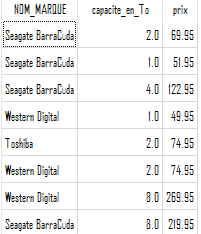 NOM_MARQUE capacite_en_To prix
Seagate BarraCuda 2.0 69.95
Seagate BarraCuda 1.0 51.95
Seagate BarraCuda 4.0 122.95
Western Digital 1.0 49.95
Toshiba 2.0 74.95
Western Digital 2.0 74.95
Western Digital 8.0 269.95
Seagate BarraCuda 8.0 219.95